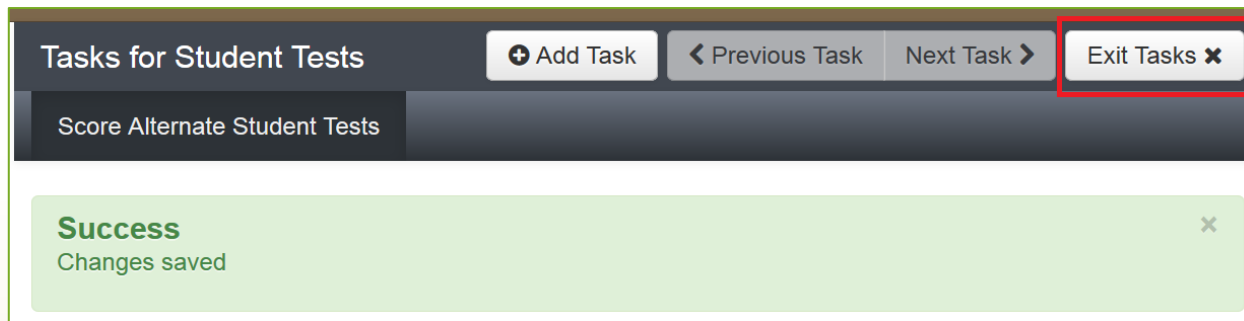 Tasks for Student Tests Add Task Previous Task Next Task Exit Tasks
Score Alternate Student Tests
Success
Changes saved